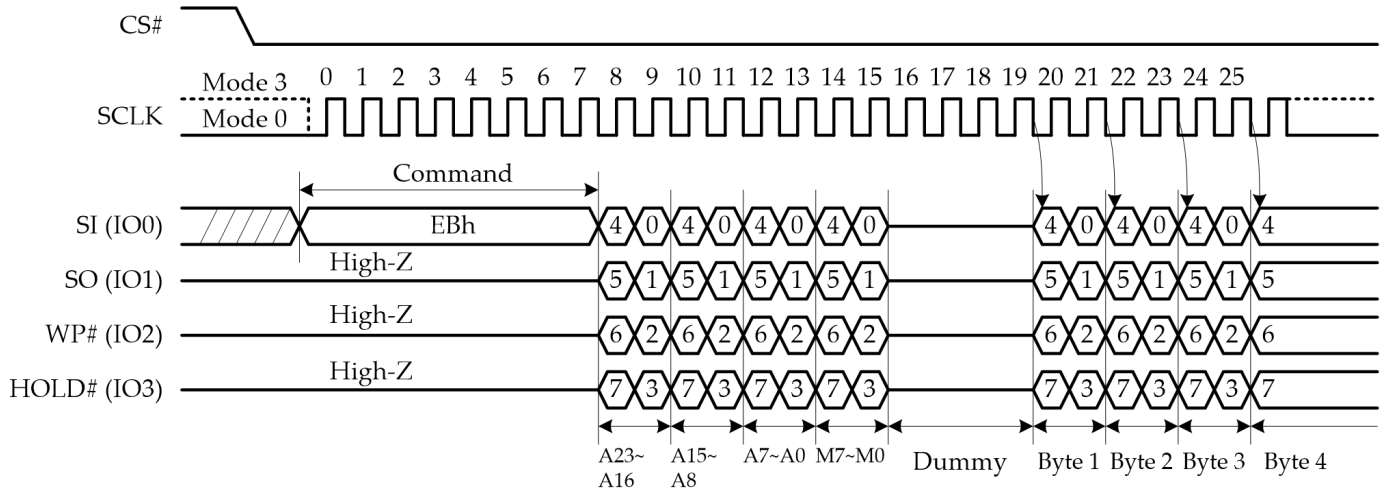 CS#
Mode 3 0 1 2 3 4 5 6 7 8 9 10 11 12 13 14 15 16 17 18 19 20 21 22 23 24 25
SCLK
Mode 0
Command
SI (IO0) EBh 4 0 4 0 4 0 4 0 4 0 4 0 4 0 4
High-Z
SO (IO1) 5 1 5 1 5 1 5 1 5 1 5 1 5 1 5
High-Z
WP# (IO2) 6 2 6 2 6 2 6 2 6 2 6 2 6 2 6
High-Z
HOLD# (IO3) 7 3 7 3 7 3 7 3 7 3 7 3 7 3 7
A23~
A16
A15~
A8
A7~A0 M7~M0 Dummy Byte 1 Byte 2 Byte 3 Byte 4